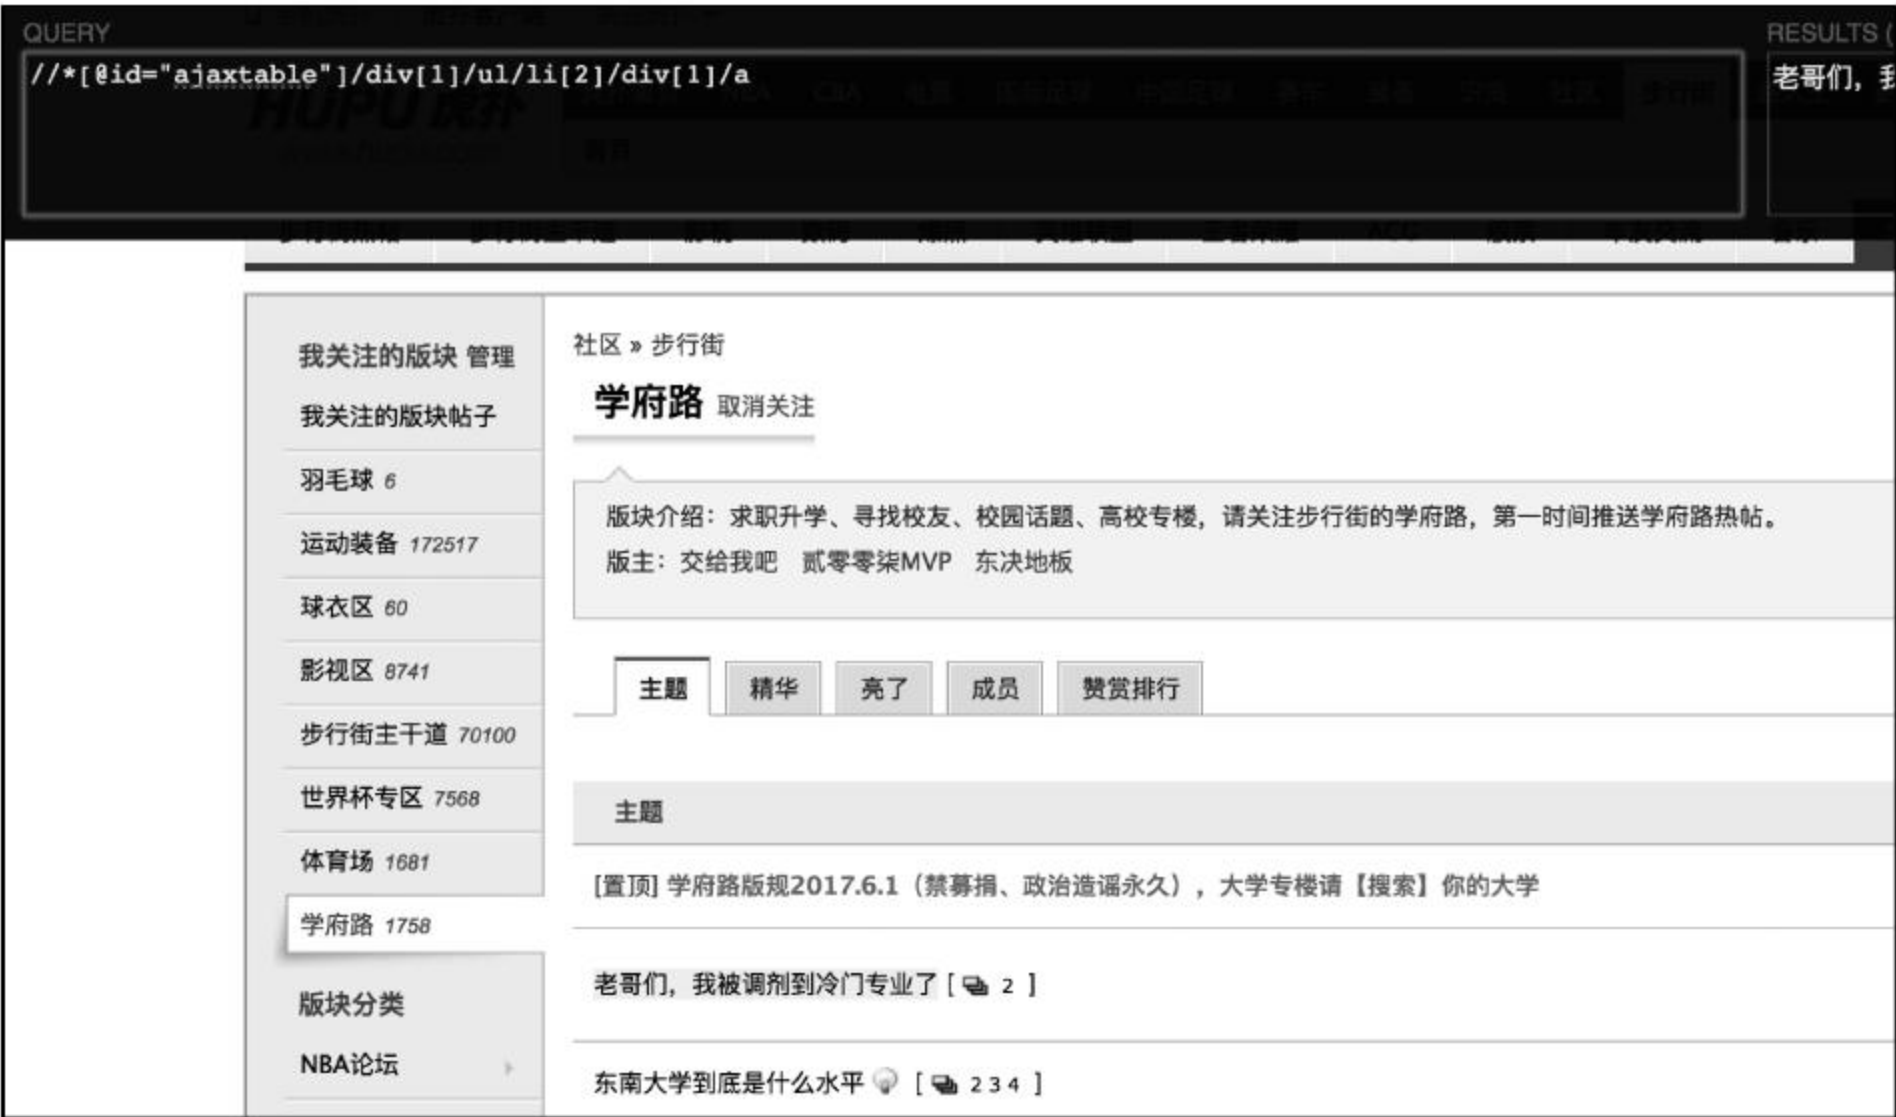 QUERY
RESULTS (
//*[@id="ajaxtable"]/div[1]/ul/li[2]/div[1]/a
老哥们，我
HUPU 虎扑
我关注的版块 管理
我关注的版块帖子
羽毛球 6
运动装备 172517
球衣区 60
影视区 8741
步行街主干道 70100
世界杯专区 7568
体育场 1681
学府路 1758
版块分类
NBA论坛
社区 » 步行街
学府路 取消关注
版块介绍：求职升学、寻找校友、校园话题、高校专楼，请关注步行街的学府路，第一时间推送学府路热帖。
版主：交给我吧 贰零零柒MVP 东决地板
主题 精华 亮了 成员 赞赏排行
主题
[置顶] 学府路版规2017.6.1（禁募捐、政治造谣永久），大学专楼请【搜索】你的大学
老哥们，我被调剂到冷门专业了 [ 2 ]
东南大学到底是什么水平 [ 2 3 4 ]